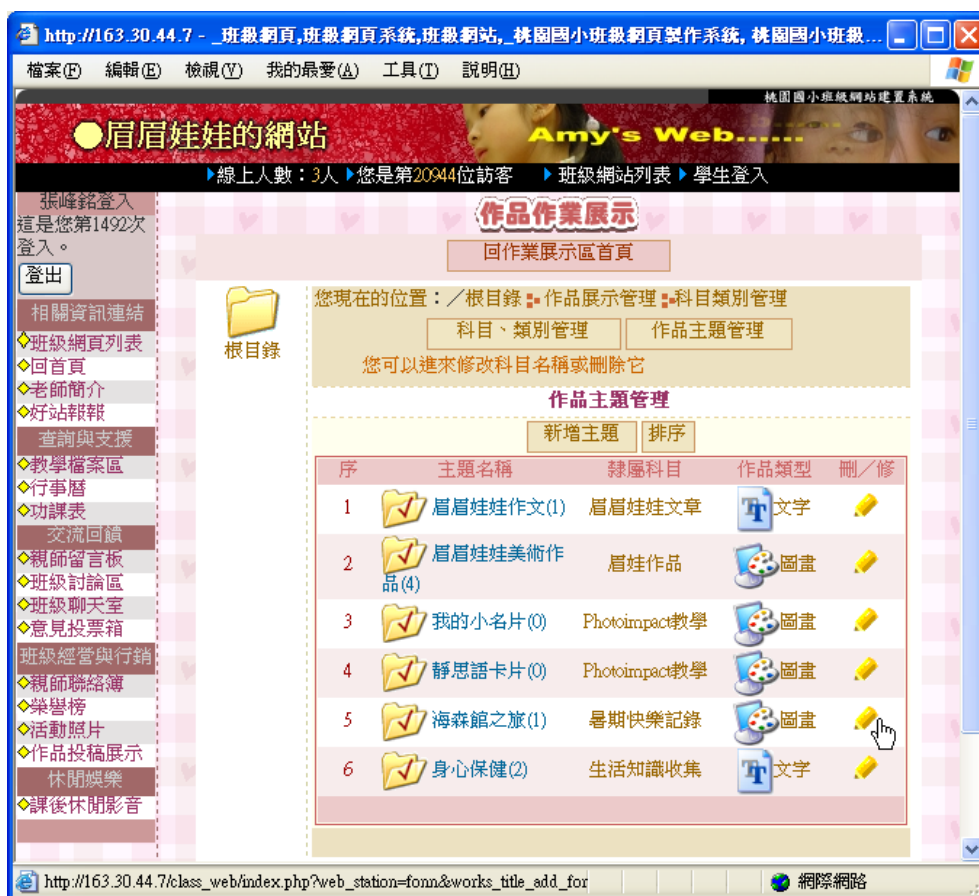 http://163.30.44.7 - _班級網頁,班級網頁系統,班級網站,_桃園國小班級網頁製作系統, 桃園國小班級...
檔案(F) 編輯(E) 檢視(V) 我的最愛(A) 工具(T) 說明(H)
桃園國小班級網站建置系統
眉眉娃娃的網站 Amy's Web......
線上人數：3人 您是第20944位訪客 班級網站列表 學生登入
張峰銘登入
這是您第1492次
登入。
登出
相關資訊連結
班級網頁列表
回首頁
老師簡介
好站報報
查詢與支援
教學檔案區
行事曆
功課表
交流回饋
親師留言板
班級討論區
班級聊天室
意見投票箱
班級經營與行銷
親師聯絡簿
榮譽榜
活動照片
作品投稿展示
休閒娛樂
課後休閒影音
作品作業展示
回作業展示區首頁
根目錄
您現在的位置：／根目錄 作品展示管理 科目類別管理
科目、類別管理 作品主題管理
您可以進來修改科目名稱或刪除它
作品主題管理
新增主題 排序
序 主題名稱 隸屬科目 作品類型 刪／修
1 眉眉娃娃作文(1) 眉眉娃娃文章 文字
2 眉眉娃娃美術作品(4) 眉娃作品 圖畫
3 我的小名片(0) Photoimpact教學 圖畫
4 靜思語卡片(0) Photoimpact教學 圖畫
5 海森館之旅(1) 暑期快樂記錄 圖畫
6 身心保健(2) 生活知識收集 文字
http://163.30.44.7/class_web/index.php?web_station=fonn&works_title_add_for
網際網路